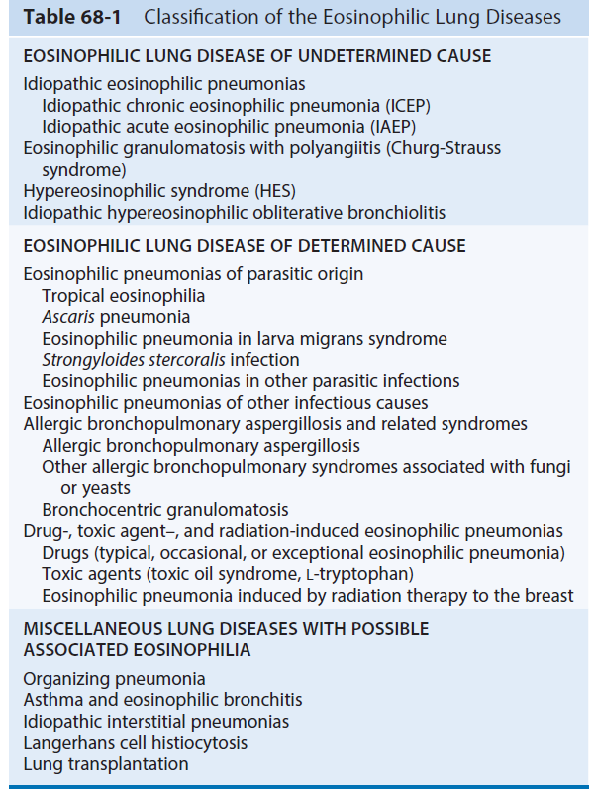 Table 68-1 Classification of the Eosinophilic Lung Diseases
EOSINOPHILIC LUNG DISEASE OF UNDETERMINED CAUSE
Idiopathic eosinophilic pneumonias
Idiopathic chronic eosinophilic pneumonia (ICEP)
Idiopathic acute eosinophilic pneumonia (IAEP)
Eosinophilic granulomatosis with polyangiitis (Churg-Strauss
syndrome)
Hypereosinophilic syndrome (HES)
Idiopathic hypereosinophilic obliterative bronchiolitis
EOSINOPHILIC LUNG DISEASE OF DETERMINED CAUSE
Eosinophilic pneumonias of parasitic origin
Tropical eosinophilia
Ascaris pneumonia
Eosinophilic pneumonia in larva migrans syndrome
Strongyloides stercoralis infection
Eosinophilic pneumonias in other parasitic infections
Eosinophilic pneumonias of other infectious causes
Allergic bronchopulmonary aspergillosis and related syndromes
Allergic bronchopulmonary aspergillosis
Other allergic bronchopulmonary syndromes associated with fungi
or yeasts
Bronchocentric granulomatosis
Drug-, toxic agent–, and radiation-induced eosinophilic pneumonias
Drugs (typical, occasional, or exceptional eosinophilic pneumonia)
Toxic agents (toxic oil syndrome, L-tryptophan)
Eosinophilic pneumonia induced by radiation therapy to the breast
MISCELLANEOUS LUNG DISEASES WITH POSSIBLE
ASSOCIATED EOSINOPHILIA
Organizing pneumonia
Asthma and eosinophilic bronchitis
Idiopathic interstitial pneumonias
Langerhans cell histiocytosis
Lung transplantation